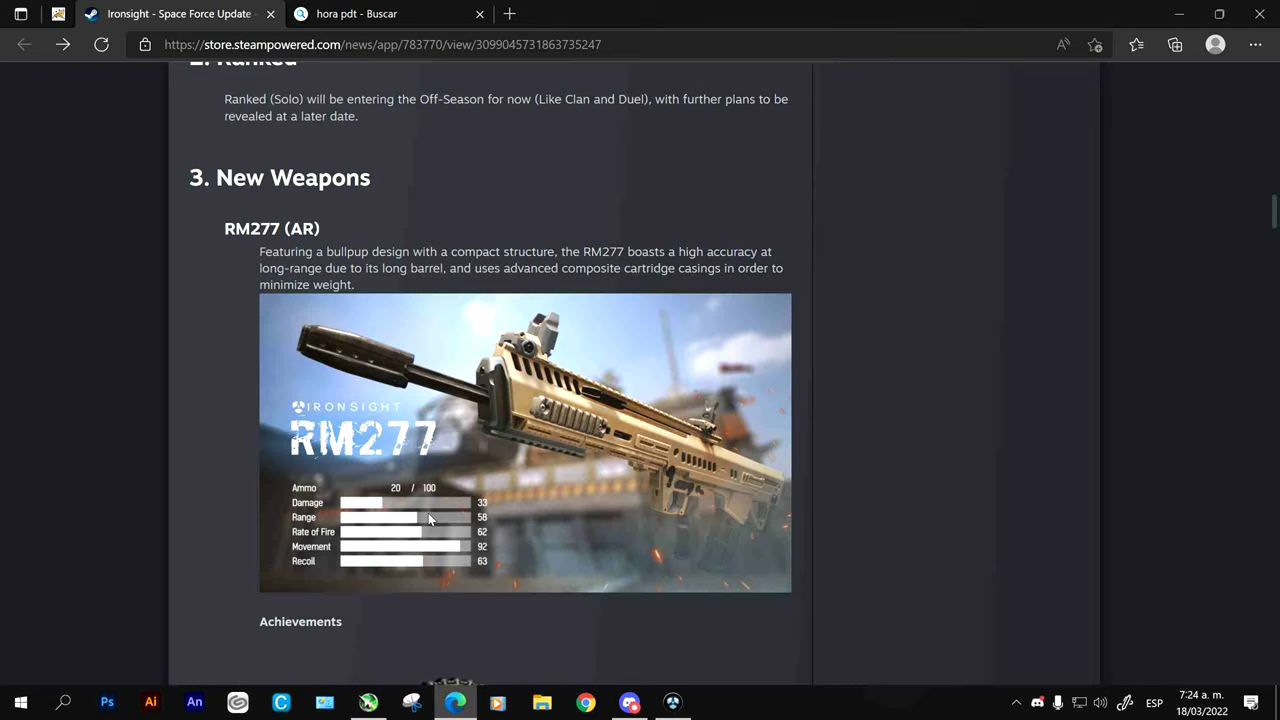 Ironsight - Space Force Update -
hora pdt - Buscar
https://store.steampowered.com/news/app/783770/view/3099045731863735247
2. Ranked
Ranked (Solo) will be entering the Off-Season for now (Like Clan and Duel), with further plans to be
revealed at a later date.
3. New Weapons
RM277 (AR)
Featuring a bullpup design with a compact structure, the RM277 boasts a high accuracy at
long-range due to its long barrel, and uses advanced composite cartridge casings in order to
minimize weight.
IRONSIGHT
RM277
Ammo 20 / 100
Damage 33
Range 58
Rate of Fire 62
Movement 92
Recoil 63
Achievements
Ps Ai An C
ESP
7:24 a. m.
18/03/2022